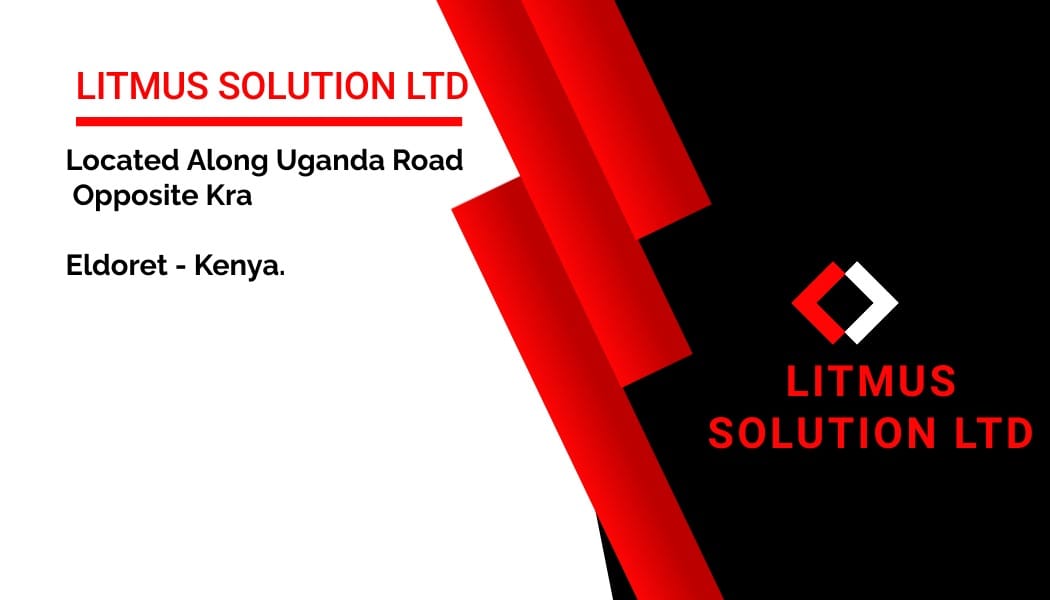 LITMUS SOLUTION LTD
Located Along Uganda Road
Opposite Kra
Eldoret - Kenya.
LITMUS
SOLUTION LTD